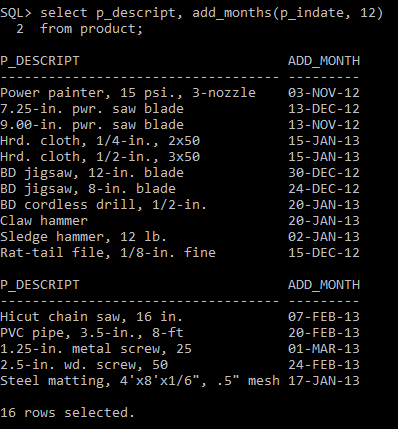 SQL> select p_descript, add_months(p_indate, 12)
  2  from product;
P_DESCRIPT                          ADD_MONTH
----------------------------------- ---------
Power painter, 15 psi., 3-nozzle    03-NOV-12
7.25-in. pwr. saw blade             13-DEC-12
9.00-in. pwr. saw blade             13-NOV-12
Hrd. cloth, 1/4-in., 2x50           15-JAN-13
Hrd. cloth, 1/2-in., 3x50           15-JAN-13
BD jigsaw, 12-in. blade             30-DEC-12
BD jigsaw, 8-in. blade              24-DEC-12
BD cordless drill, 1/2-in.          20-JAN-13
Claw hammer                         20-JAN-13
Sledge hammer, 12 lb.               02-JAN-13
Rat-tail file, 1/8-in. fine         15-DEC-12
P_DESCRIPT                          ADD_MONTH
----------------------------------- ---------
Hicut chain saw, 16 in.             07-FEB-13
PVC pipe, 3.5-in., 8-ft             20-FEB-13
1.25-in. metal screw, 25            01-MAR-13
2.5-in. wd. screw, 50               24-FEB-13
Steel matting, 4'x8'x1/6", .5" mesh 17-JAN-13
16 rows selected.